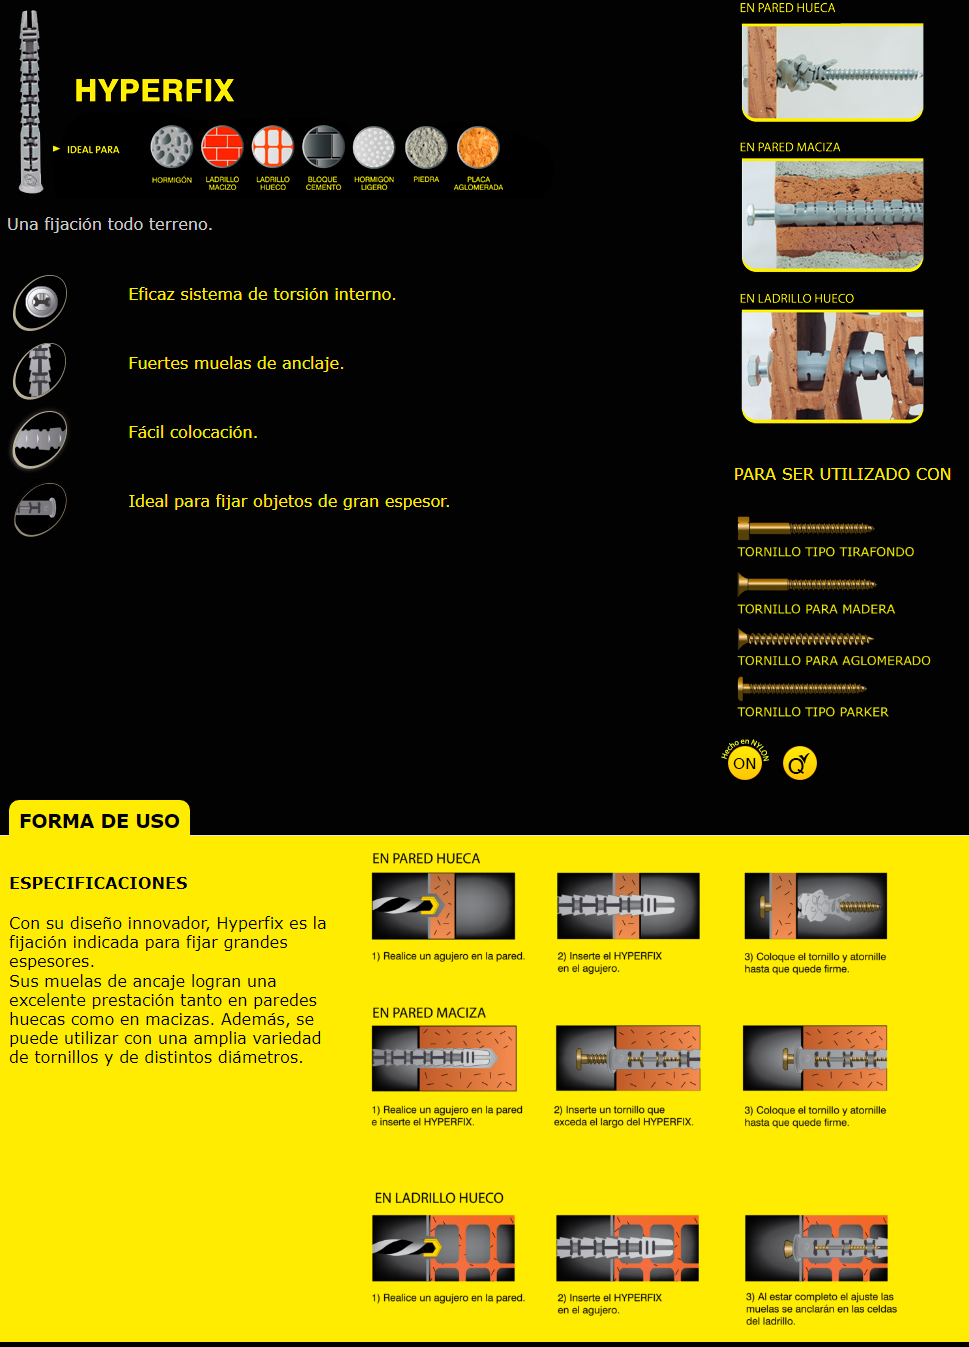 HYPERFIX
IDEAL PARA
HORMIGÓN
LADRILLO
MACIZO
LADRILLO
HUECO
BLOQUE
CEMENTO
HORMIGON
LIGERO
PIEDRA
PLACA
AGLOMERADA
Una fijación todo terreno.
Eficaz sistema de torsión interno.
Fuertes muelas de anclaje.
Fácil colocación.
Ideal para fijar objetos de gran espesor.
EN PARED HUECA
EN PARED MACIZA
EN LADRILLO HUECO
PARA SER UTILIZADO CON
TORNILLO TIPO TIRAFONDO
TORNILLO PARA MADERA
TORNILLO PARA AGLOMERADO
TORNILLO TIPO PARKER
Hecho en NYLON
ON
Q
FORMA DE USO
ESPECIFICACIONES
Con su diseño innovador, Hyperfix es la
fijación indicada para fijar grandes
espesores.
Sus muelas de ancaje logran una
excelente prestación tanto en paredes
huecas como en macizas. Además, se
puede utilizar con una amplia variedad
de tornillos y de distintos diámetros.
EN PARED HUECA
1) Realice un agujero en la pared.
2) Inserte el HYPERFIX
en el agujero.
3) Coloque el tornillo y atornille
hasta que quede firme.
EN PARED MACIZA
1) Realice un agujero en la pared
e inserte el HYPERFIX.
2) Inserte un tornillo que
exceda el largo del HYPERFIX.
3) Coloque el tornillo y atornille
hasta que quede firme.
EN LADRILLO HUECO
1) Realice un agujero en la pared.
2) Inserte el HYPERFIX
en el agujero.
3) Al estar completo el ajuste las
muelas se anclarán en las celdas
del ladrillo.